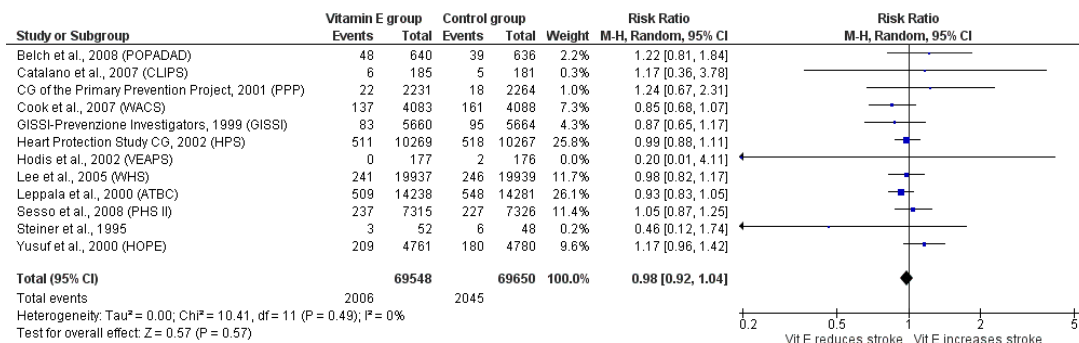 Vitamin E group Control group Risk Ratio Risk Ratio
Study or Subgroup Events Total Events Total Weight M-H, Random, 95% CI M-H, Random, 95% CI
Belch et al., 2008 (POPADAD) 48 640 39 636 2.2% 1.22 [0.81, 1.84]
Catalano et al., 2007 (CLIPS) 6 185 5 181 0.3% 1.17 [0.36, 3.78]
CG of the Primary Prevention Project, 2001 (PPP) 22 2231 18 2264 1.0% 1.24 [0.67, 2.31]
Cook et al., 2007 (WACS) 137 4083 161 4088 7.3% 0.85 [0.68, 1.07]
GISSI-Prevenzione Investigators, 1999 (GISSI) 83 5660 95 5664 4.3% 0.87 [0.65, 1.17]
Heart Protection Study CG, 2002 (HPS) 511 10269 518 10267 25.8% 0.99 [0.88, 1.11]
Hodis et al., 2002 (VEAPS) 0 177 2 176 0.0% 0.20 [0.01, 4.11]
Lee et al., 2005 (WHS) 241 19937 246 19939 11.9% 0.98 [0.82, 1.17]
Leppala et al., 2000 (ATBC) 509 14238 548 14281 26.1% 0.93 [0.83, 1.05]
Sesso et al., 2008 (PHS II) 237 7315 227 7326 11.4% 1.05 [0.87, 1.25]
Steiner et al., 1995 3 52 6 48 0.2% 0.46 [0.12, 1.74]
Yusuf et al., 2000 (HOPE) 209 4761 180 4780 9.6% 1.17 [0.96, 1.42]
Total (95% CI) 69548 69650 100.0% 0.98 [0.92, 1.04]
Total events 2006 2045
Heterogeneity: Tau² = 0.00; Chi² = 10.41, df = 11 (P = 0.49); I² = 0%
Test for overall effect: Z = 0.57 (P = 0.57)
0.2 0.5 1 2 5
Vit E reduces stroke Vit E increases stroke